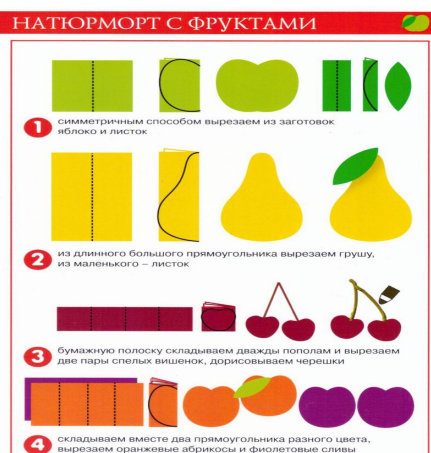 НАТЮРМОРТ С ФРУКТАМИ
1 симметричным способом вырезаем из заготовок
яблоко и листок
2 из длинного большого прямоугольника вырезаем грушу,
из маленького – листок
3 бумажную полоску складываем дважды пополам и вырезаем
две пары спелых вишенок, дорисовываем черешки
4 складываем вместе два прямоугольника разного цвета,
вырезаем оранжевые абрикосы и фиолетовые сливы